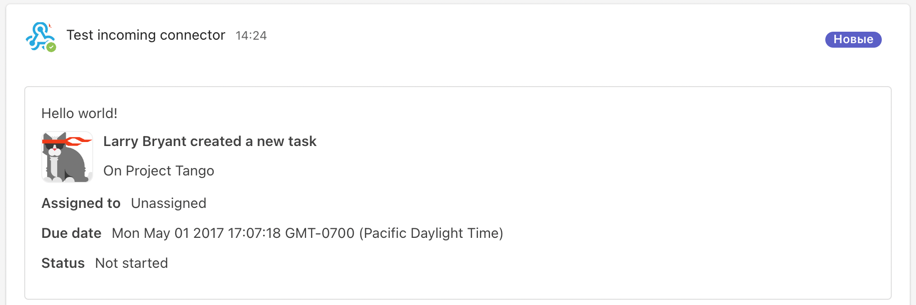 Test incoming connector 14:24
Новые
Hello world!
Larry Bryant created a new task
On Project Tango
Assigned to Unassigned
Due date Mon May 01 2017 17:07:18 GMT-0700 (Pacific Daylight Time)
Status Not started